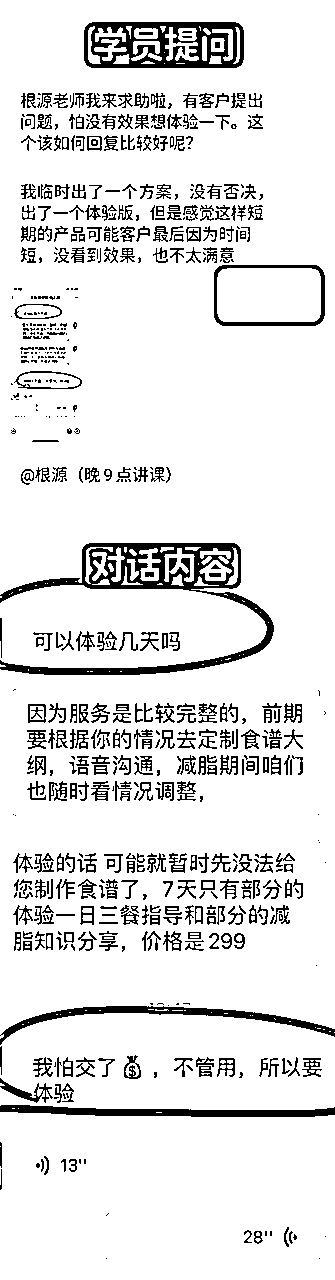 学员提问
根源老师我来求助啦，有客户提出
问题，怕没有效果想体验一下。这
个该如何回复比较好呢？
我临时出了一个方案，没有否决，
出了一个体验版，但是感觉这样短
期的产品可能客户最后因为时间
短，没看到效果，也不太满意
@根源（晚9点讲课）
对话内容
可以体验几天吗
因为服务是比较完整的，前期
要根据你的情况去定制食谱大
纲，语音沟通，减脂期间咱们
也随时看情况调整，
体验的话 可能就暂时先没法给
您制作食谱了，7天只有部分的
体验一日三餐指导和部分的减
脂知识分享，价格是299
我怕交了💰，不管用，所以要
体验
13"
28"